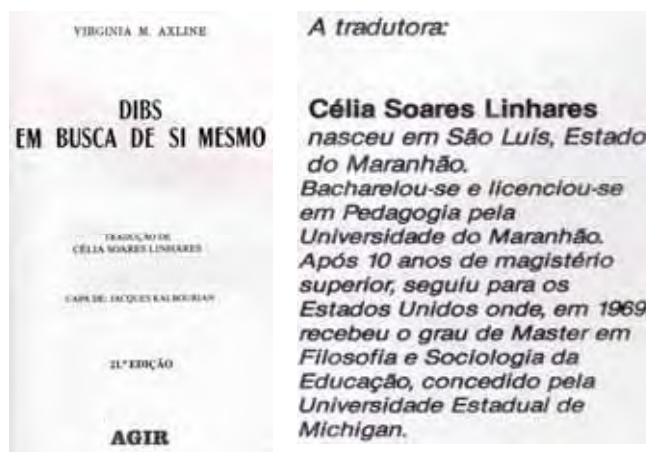 VIRGINIA M. AXLINE
DIBS
EM BUSCA DE SI MESMO
TRADUÇÃO DE
CÉLIA SOARES LINHARES
CAPA DE: JACQUES KALBOURIAN
21.ª EDIÇÃO
AGIR
A tradutora:
Célia Soares Linhares
nasceu em São Luís, Estado
do Maranhão.
Bacharelou-se e licenciou-se
em Pedagogia pela
Universidade do Maranhão.
Após 10 anos de magistério
superior, seguiu para os
Estados Unidos onde, em 1969
recebeu o grau de Master em
Filosofia e Sociologia da
Educação, concedido pela
Universidade Estadual de
Michigan.